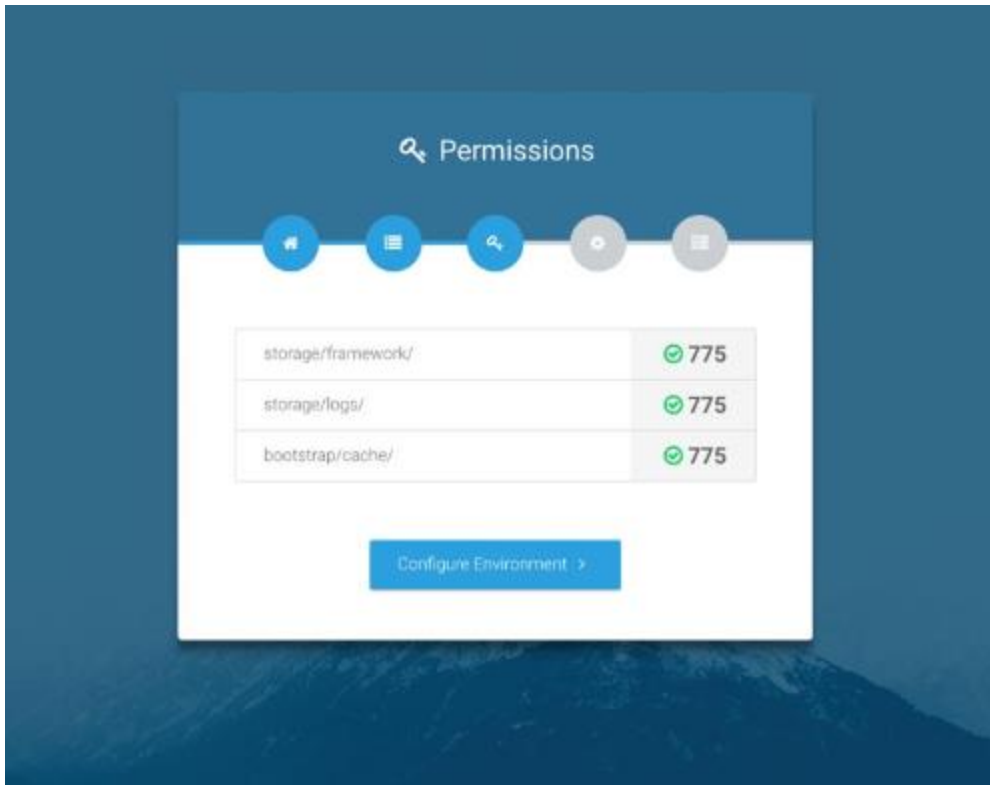 Permissions
storage/framework/ 775
storage/logs/ 775
bootstrap/cache/ 775
Configure Environment